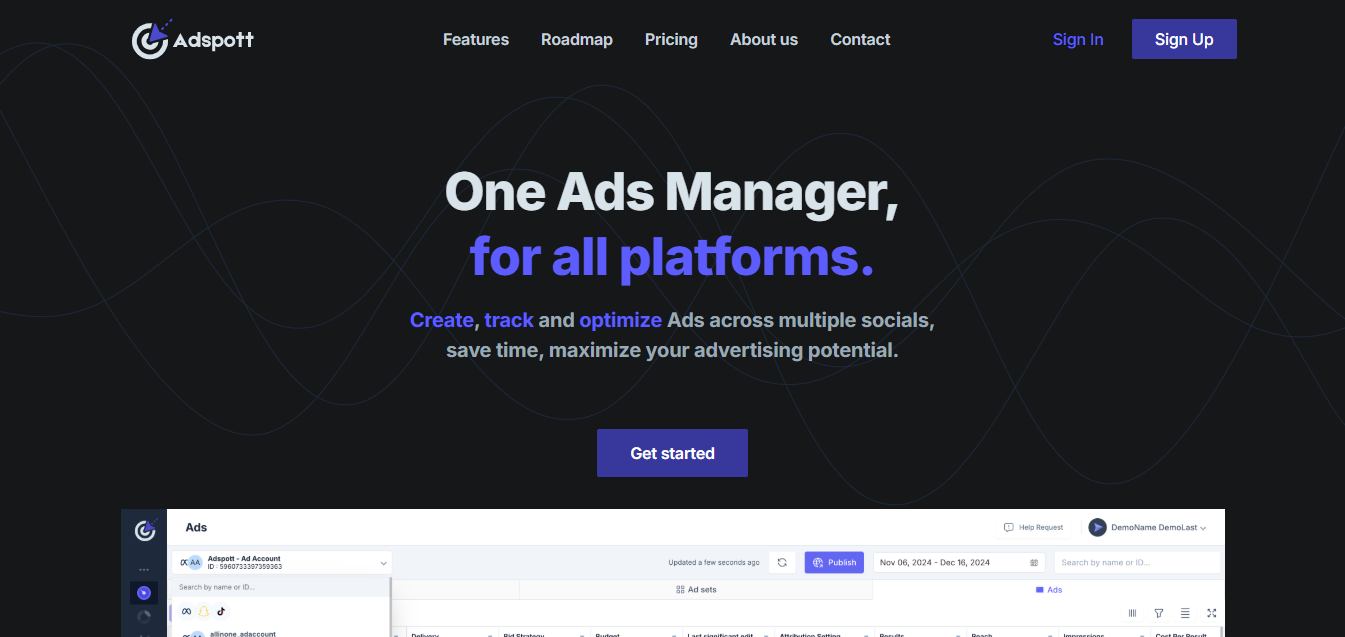 Adspott
Features Roadmap Pricing About us Contact
Sign In Sign Up
One Ads Manager,
for all platforms.
Create, track and optimize Ads across multiple socials,
save time, maximize your advertising potential.
Get started
Ads
Help Request DemoName DemoLast
AA Adspott - Ad Account
ID : 5960733397359363
Updated a few seconds ago Publish Nov 06, 2024 - Dec 16, 2024 Search by name or ID...
Search by name or ID...
Ad sets Ads
AA allinone_adaccount
Delivery Bid Strategy Budget Last significant edit Attribution Setting Results Reach Impressions Cost Per Result